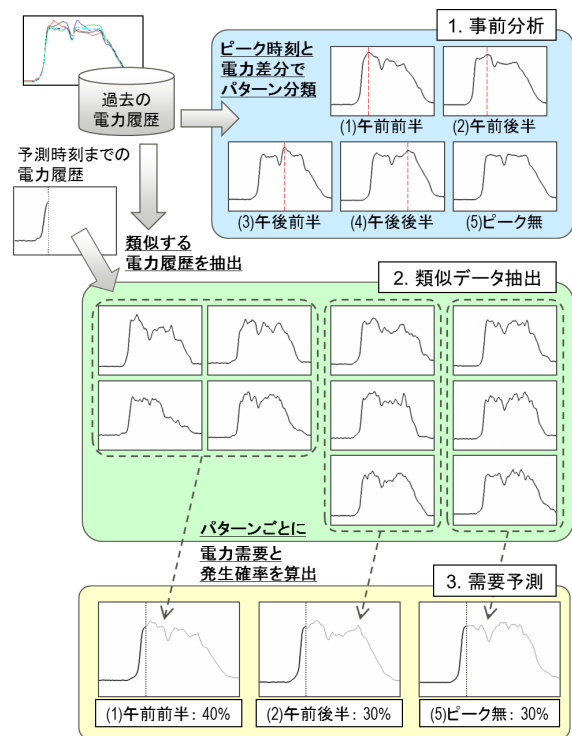 1. 事前分析
ピーク時刻と
電力差分で
パターン分類
過去の
電力履歴
(1)午前前半
(2)午前後半
(3)午後前半
(4)午後後半
(5)ピーク無
予測時刻までの
電力履歴
類似する
電力履歴を抽出
2. 類似データ抽出
パターンごとに
電力需要と
発生確率を算出
3. 需要予測
(1)午前前半: 40%
(2)午前後半: 30%
(5)ピーク無: 30%